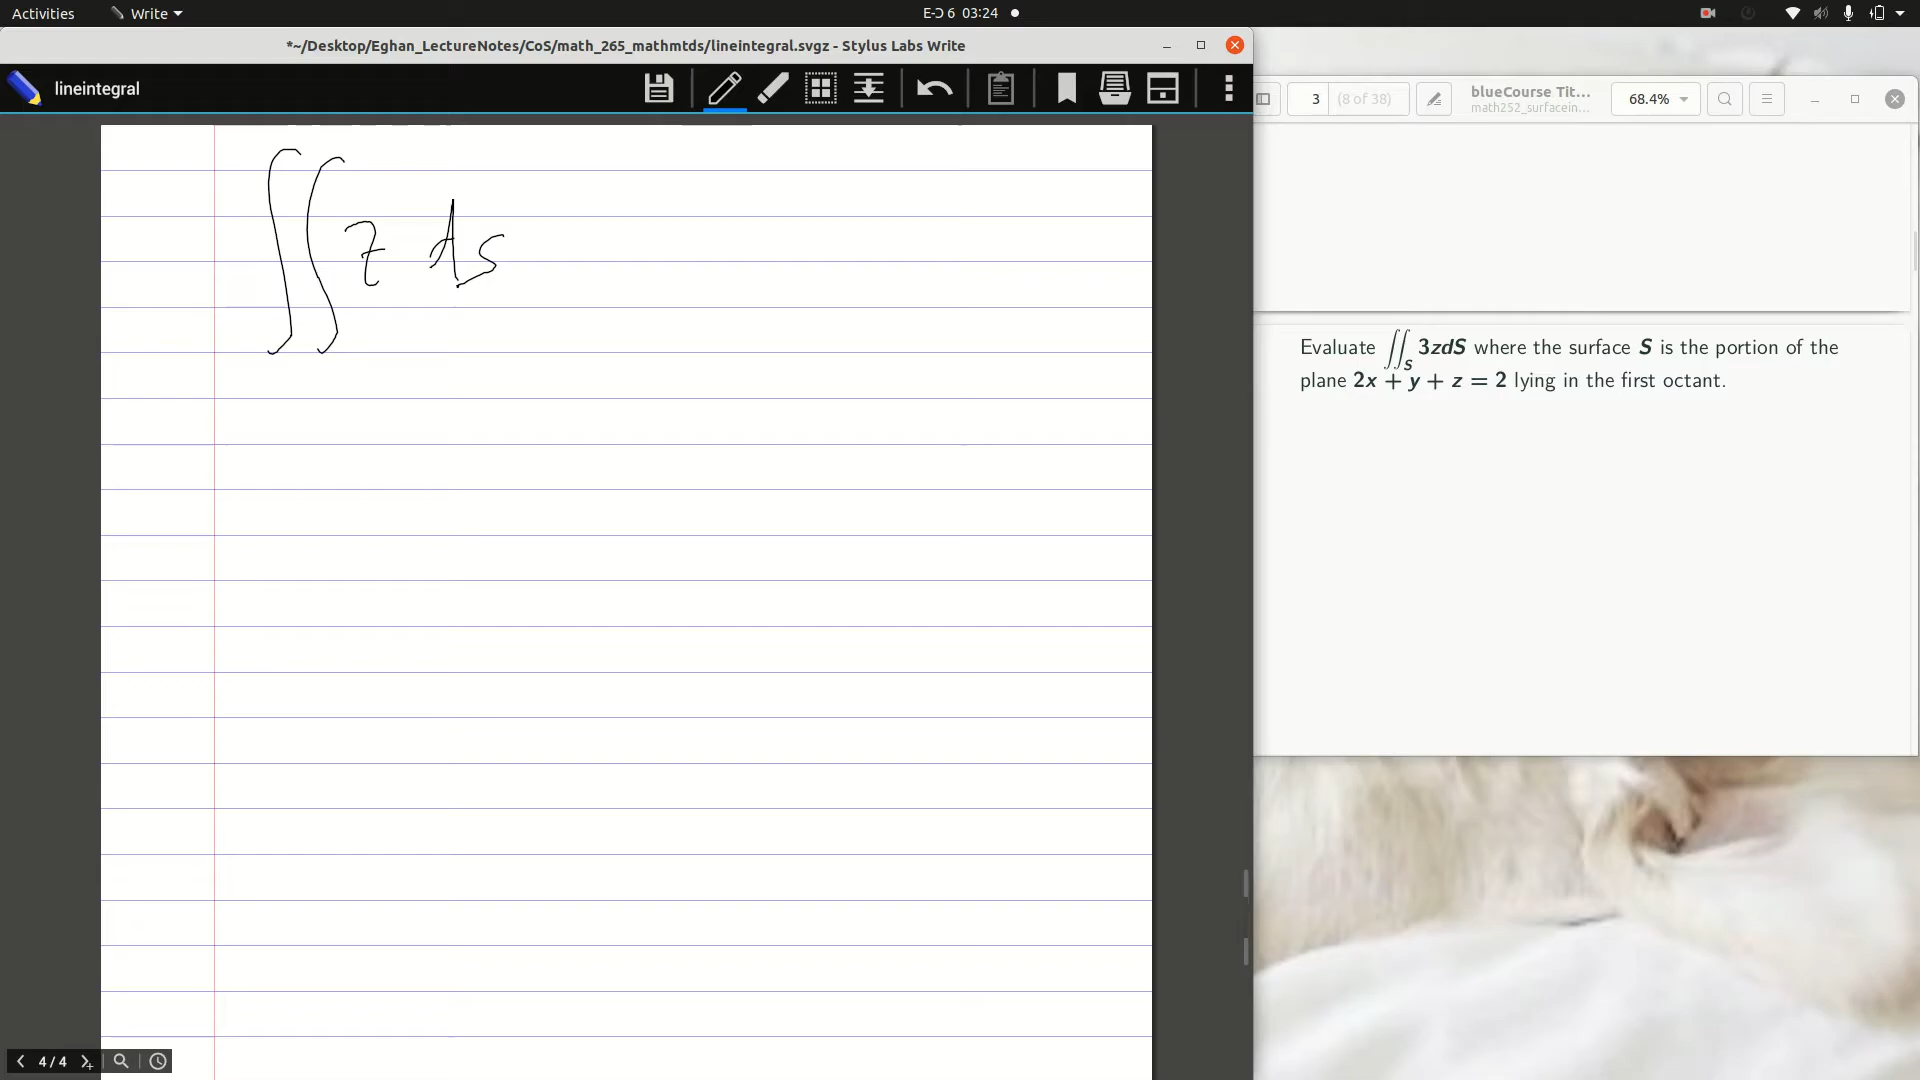 Activities Write E-Ɔ 6 03:24
*~/Desktop/Eghan_LectureNotes/CoS/math_265_mathmtds/lineintegral.svgz - Stylus Labs Write
lineintegral
3 (8 of 38) blueCourse Tit... 68.4%
math252_surfacein...
∬ z ds
Evaluate ∬_S 3zdS where the surface S is the portion of the
plane 2x + y + z = 2 lying in the first octant.
4 / 4